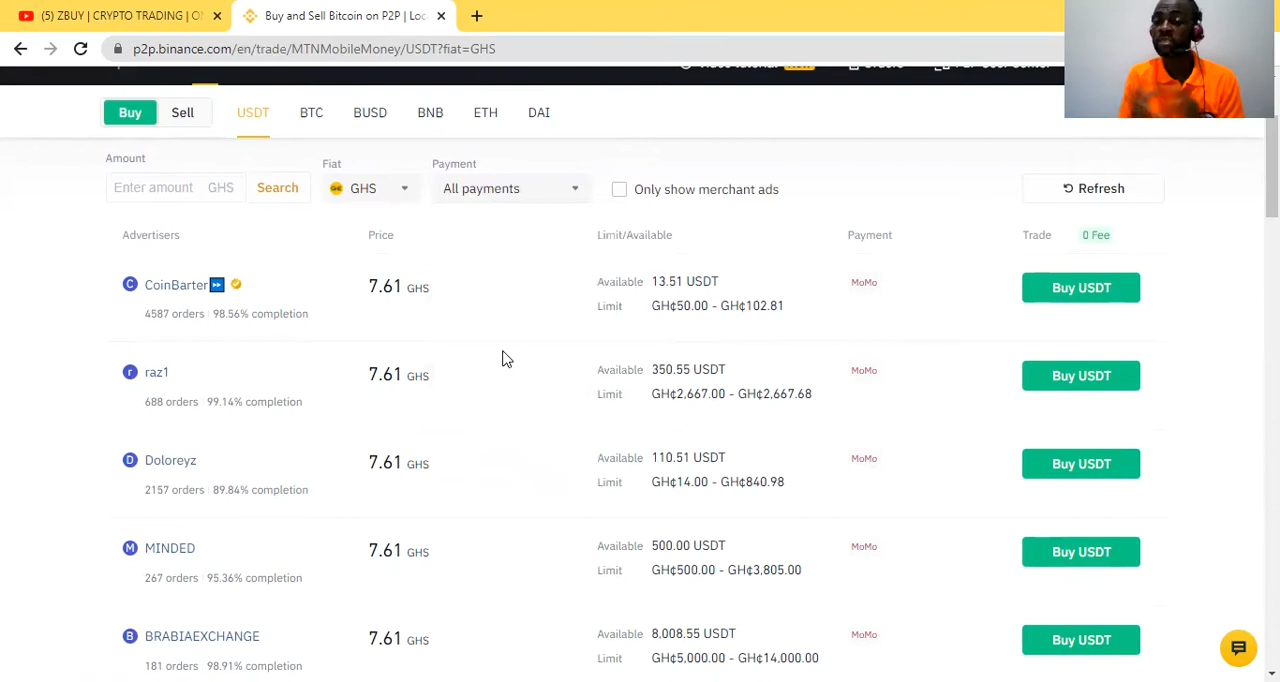 (5) ZBUY | CRYPTO TRADING | O
Buy and Sell Bitcoin on P2P | Loc
p2p.binance.com/en/trade/MTNMobileMoney/USDT?fiat=GHS
Buy Sell USDT BTC BUSD BNB ETH DAI
Amount Fiat Payment
Enter amount GHS Search GHS All payments Only show merchant ads Refresh
Advertisers Price Limit/Available Payment Trade 0 Fee
CoinBarter 7.61 GHS Available 13.51 USDT MoMo Buy USDT
4587 orders 98.56% completion Limit GH¢50.00 - GH¢102.81
raz1 7.61 GHS Available 350.55 USDT MoMo Buy USDT
688 orders 99.14% completion Limit GH¢2,667.00 - GH¢2,667.68
Doloreyz 7.61 GHS Available 110.51 USDT MoMo Buy USDT
2157 orders 89.84% completion Limit GH¢14.00 - GH¢840.98
MINDED 7.61 GHS Available 500.00 USDT MoMo Buy USDT
267 orders 95.36% completion Limit GH¢500.00 - GH¢3,805.00
BRABIAEXCHANGE 7.61 GHS Available 8,008.55 USDT MoMo Buy USDT
181 orders 98.91% completion Limit GH¢5,000.00 - GH¢14,000.00